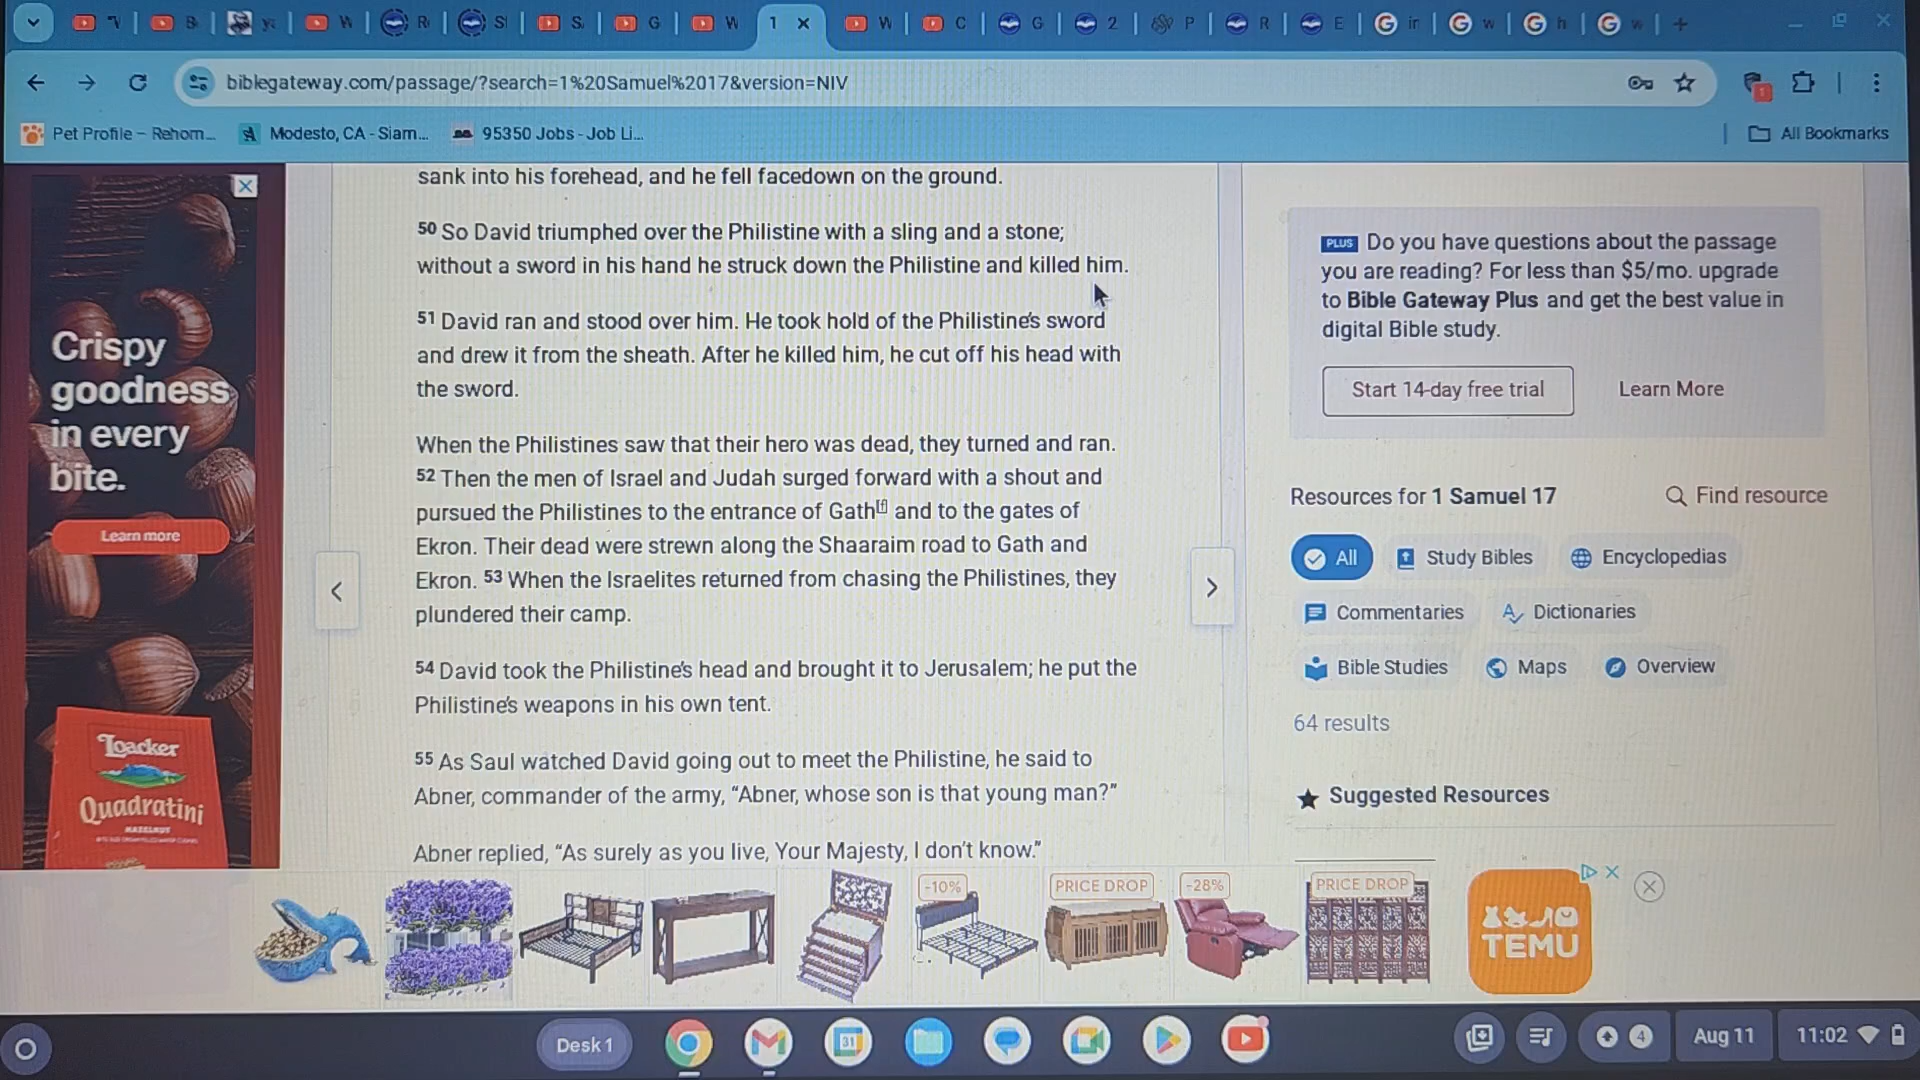 1
biblegateway.com/passage/?search=1%20Samuel%2017&version=NIV
Pet Profile – Rehom...
Modesto, CA - Siam...
95350 Jobs - Job Li...
All Bookmarks
Crispy
goodness
in every
bite.
Learn more
Loacker
Quadratini
HAZELNUT
sank into his forehead, and he fell facedown on the ground.
50 So David triumphed over the Philistine with a sling and a stone;
without a sword in his hand he struck down the Philistine and killed him.
51 David ran and stood over him. He took hold of the Philistine's sword
and drew it from the sheath. After he killed him, he cut off his head with
the sword.
When the Philistines saw that their hero was dead, they turned and ran.
52 Then the men of Israel and Judah surged forward with a shout and
pursued the Philistines to the entrance of Gath[f] and to the gates of
Ekron. Their dead were strewn along the Shaaraim road to Gath and
Ekron. 53 When the Israelites returned from chasing the Philistines, they
plundered their camp.
54 David took the Philistine's head and brought it to Jerusalem; he put the
Philistine's weapons in his own tent.
55 As Saul watched David going out to meet the Philistine, he said to
Abner, commander of the army, “Abner, whose son is that young man?”
Abner replied, “As surely as you live, Your Majesty, I don't know.”
PLUS Do you have questions about the passage
you are reading? For less than $5/mo. upgrade
to Bible Gateway Plus and get the best value in
digital Bible study.
Start 14-day free trial
Learn More
Resources for 1 Samuel 17
Find resource
All
Study Bibles
Encyclopedias
Commentaries
Dictionaries
Bible Studies
Maps
Overview
64 results
Suggested Resources
-10%
PRICE DROP
-28%
PRICE DROP
TEMU
Desk 1
31
4
Aug 11
11:02